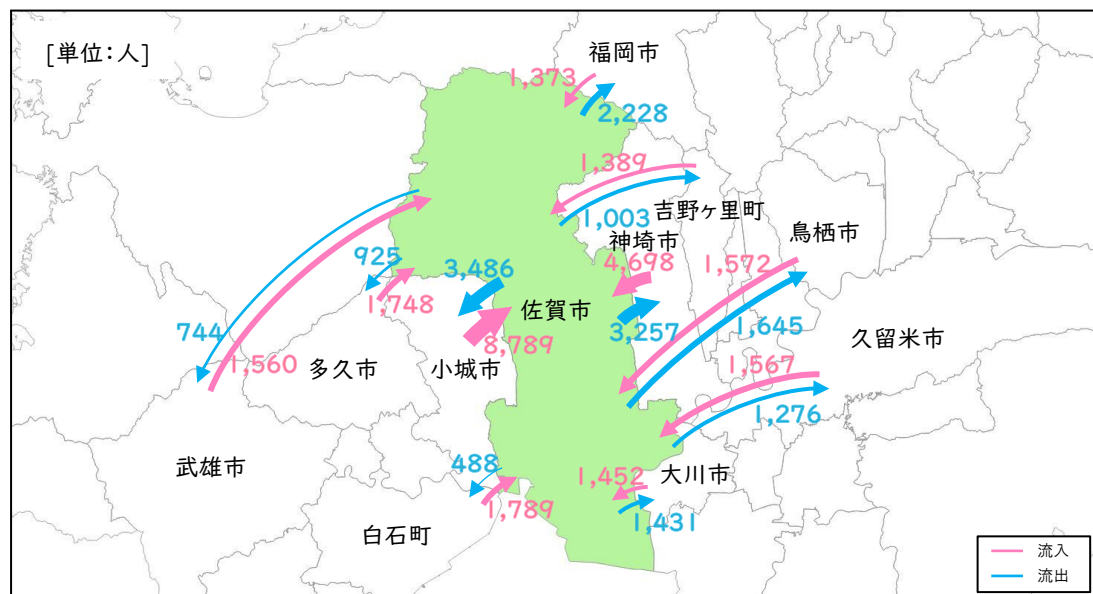 [単位:人]
福岡市
1,373
2,228
1,389
1,003
吉野ヶ里町
神埼市
鳥栖市
4,698
1,572
925
3,486
1,748
佐賀市
3,257
744
8,789
1,645
久留米市
1,560
多久市
小城市
1,567
1,276
武雄市
488
1,452
大川市
1,789
1,431
白石町
流入
流出